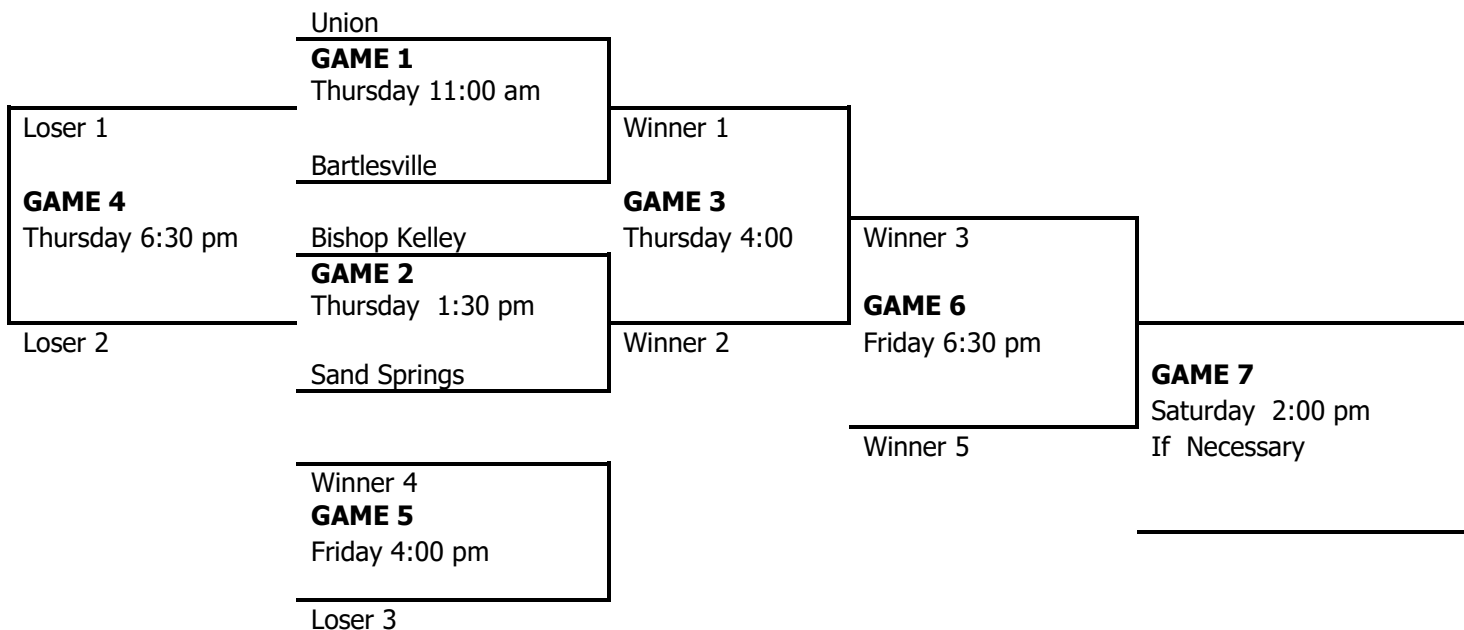 Union
GAME 1
Thursday 11:00 am
Loser 1
Winner 1
Bartlesville
GAME 4
GAME 3
Thursday 6:30 pm
Bishop Kelley
Thursday 4:00
Winner 3
GAME 2
Thursday 1:30 pm
GAME 6
Loser 2
Winner 2
Friday 6:30 pm
Sand Springs
GAME 7
Saturday 2:00 pm
Winner 5
If Necessary
Winner 4
GAME 5
Friday 4:00 pm
Loser 3